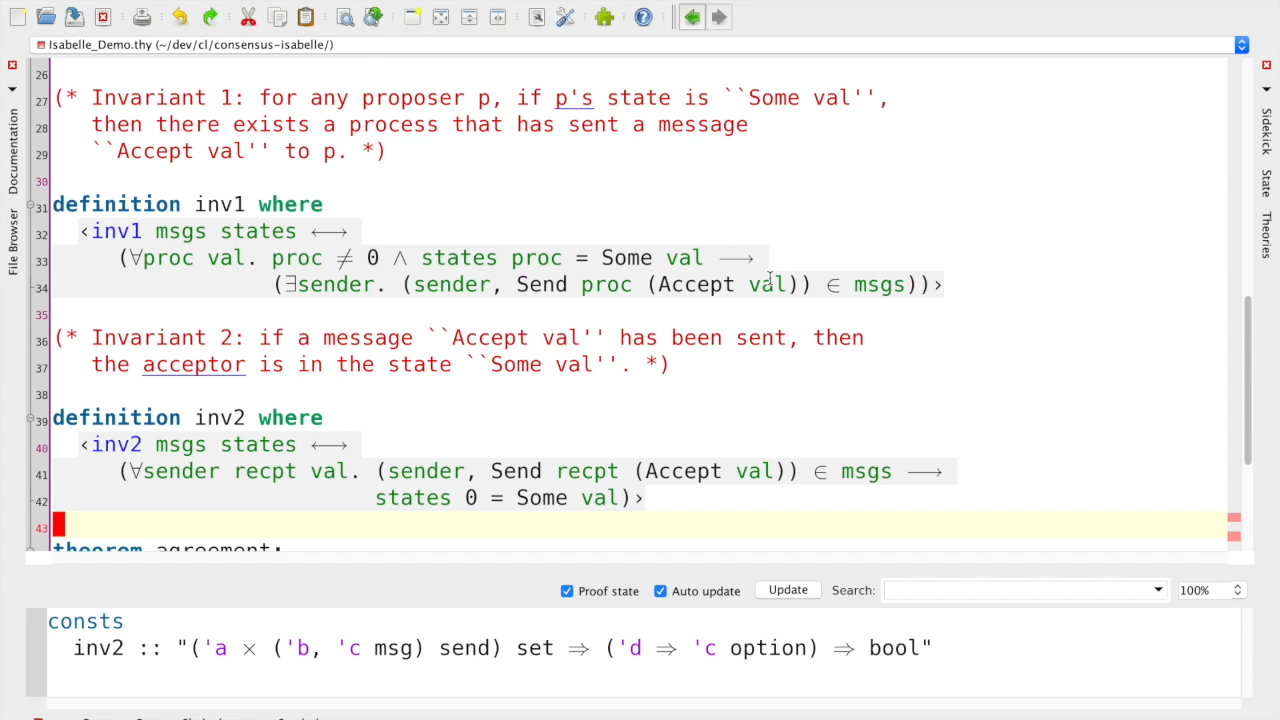 Isabelle_Demo.thy (~/dev/cl/consensus-isabelle/)
26
27 (* Invariant 1: for any proposer p, if p's state is ``Some val'',
28 then there exists a process that has sent a message
29 ``Accept val'' to p. *)
30
31 definition inv1 where
32 ‹inv1 msgs states ⟷
33 (∀proc val. proc ≠ 0 ∧ states proc = Some val ⟶
34 (∃sender. (sender, Send proc (Accept val)) ∈ msgs))›
35
36 (* Invariant 2: if a message ``Accept val'' has been sent, then
37 the acceptor is in the state ``Some val''. *)
38
39 definition inv2 where
40 ‹inv2 msgs states ⟷
41 (∀sender recpt val. (sender, Send recpt (Accept val)) ∈ msgs ⟶
42 states 0 = Some val)›
43
theorem agreement:
Documentation
File Browser
Sidekick
State
Theories
Proof state Auto update Update Search: 100%
consts
inv2 :: "('a × ('b, 'c msg) send) set ⇒ ('d ⇒ 'c option) ⇒ bool"